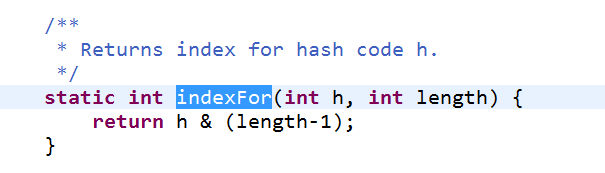 /**
 * Returns index for hash code h.
 */
static int indexFor(int h, int length) {
    return h & (length-1);
}